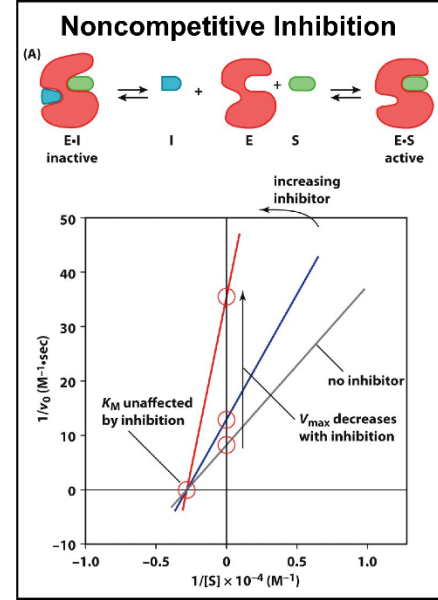 Noncompetitive Inhibition
(A)
E•I
inactive
I
+
E
+
S
E•S
active
increasing
inhibitor
50
40
30
20
10
0
−10
1/v₀ (M⁻¹•sec)
K_M unaffected
by inhibition
no inhibitor
V_max decreases
with inhibition
−1.0
−0.5
0
0.5
1.0
1/[S] × 10⁻⁴ (M⁻¹)